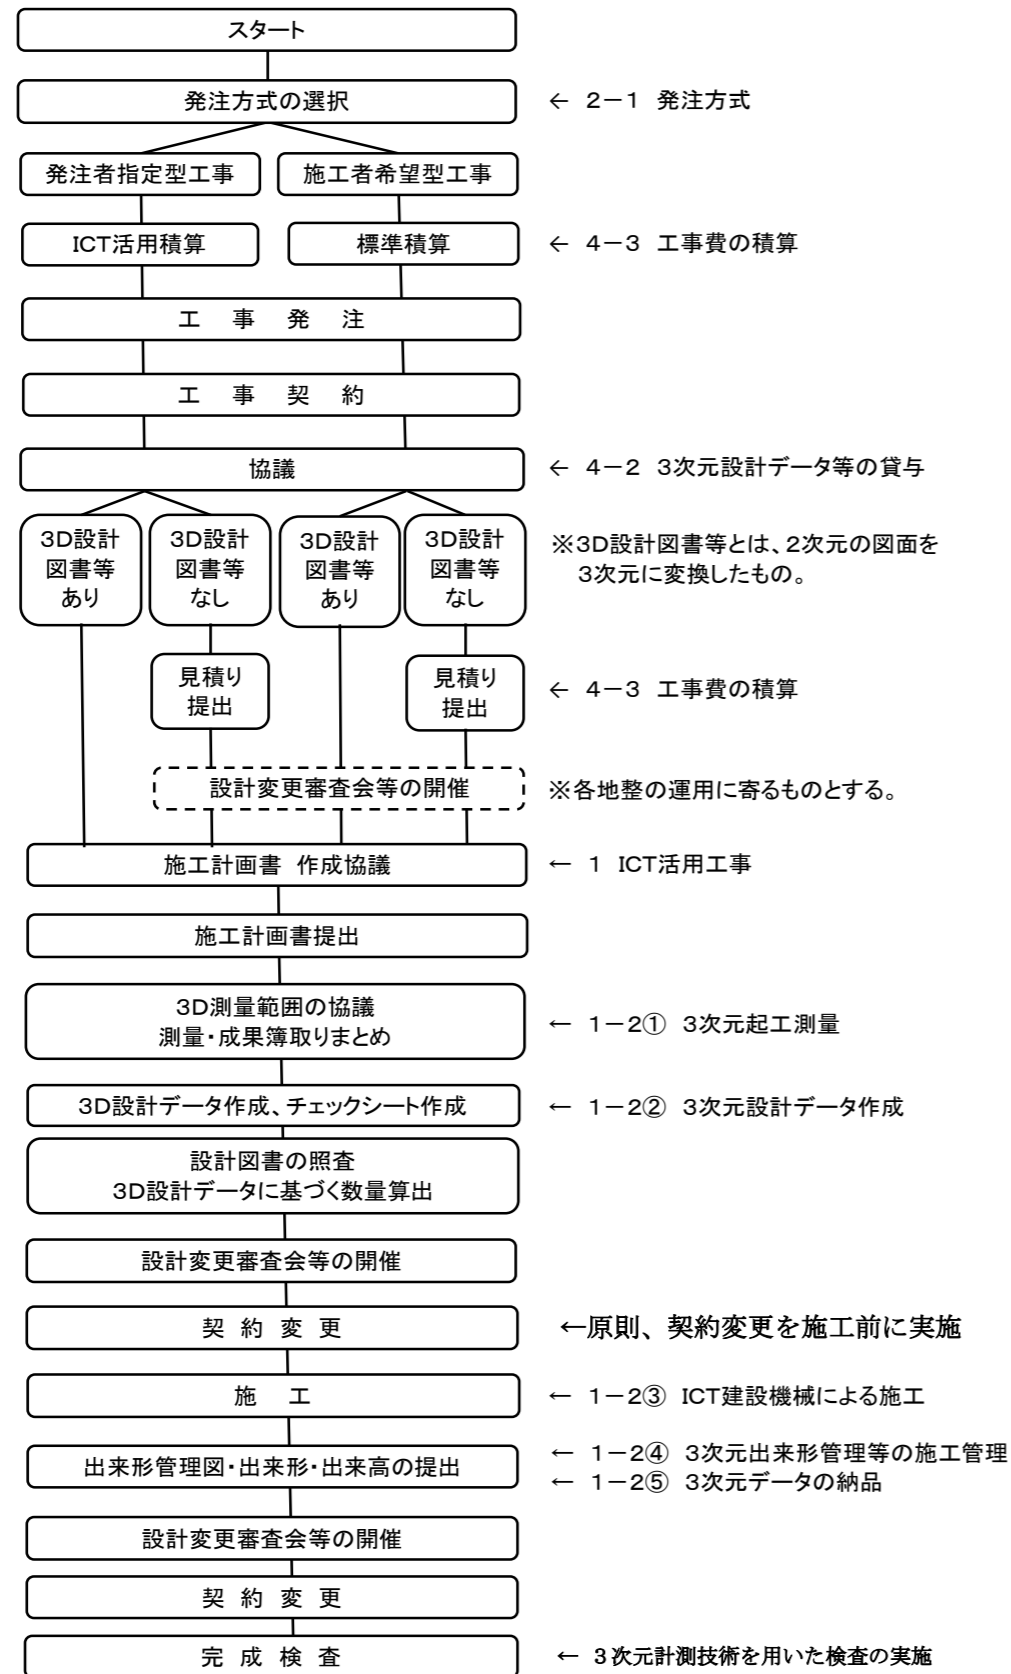 スタート
発注方式の選択
← 2－1 発注方式
発注者指定型工事
施工者希望型工事
ICT活用積算
標準積算
← 4－3 工事費の積算
工 事 発 注
工 事 契 約
協議
← 4－2 3次元設計データ等の貸与
3D設計
図書等
あり
3D設計
図書等
なし
3D設計
図書等
あり
3D設計
図書等
なし
※3D設計図書等とは、2次元の図面を
3次元に変換したもの。
見積り
提出
見積り
提出
← 4－3 工事費の積算
設計変更審査会等の開催
※各地整の運用に寄るものとする。
施工計画書 作成協議
← 1 ICT活用工事
施工計画書提出
3D測量範囲の協議
測量・成果簿取りまとめ
← 1－2① 3次元起工測量
3D設計データ作成、チェックシート作成
← 1－2② 3次元設計データ作成
設計図書の照査
3D設計データに基づく数量算出
設計変更審査会等の開催
契 約 変 更
←原則、契約変更を施工前に実施
施 工
← 1－2③ ICT建設機械による施工
出来形管理図・出来形・出来高の提出
← 1－2④ 3次元出来形管理等の施工管理
← 1－2⑤ 3次元データの納品
設計変更審査会等の開催
契 約 変 更
完 成 検 査
← 3次元計測技術を用いた検査の実施